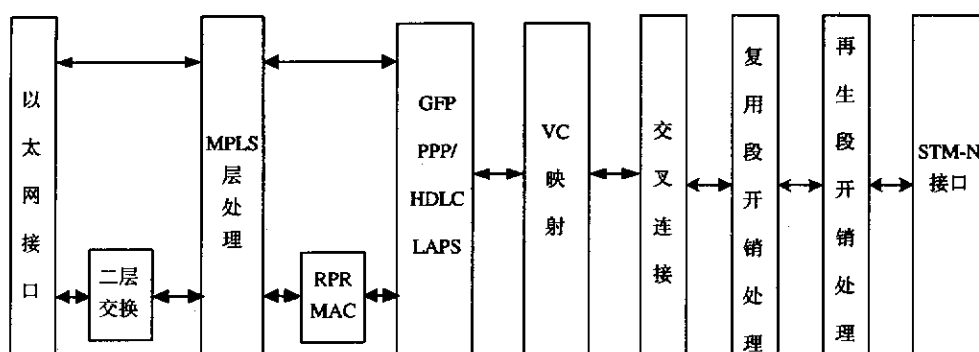 以太网接口
二层
交换
MPLS
层处理
RPR
MAC
GFP
PPP/
HDLC
LAPS
VC
映射
交叉连接
复用段开销处理
再生段开销处理
STM-N
接口